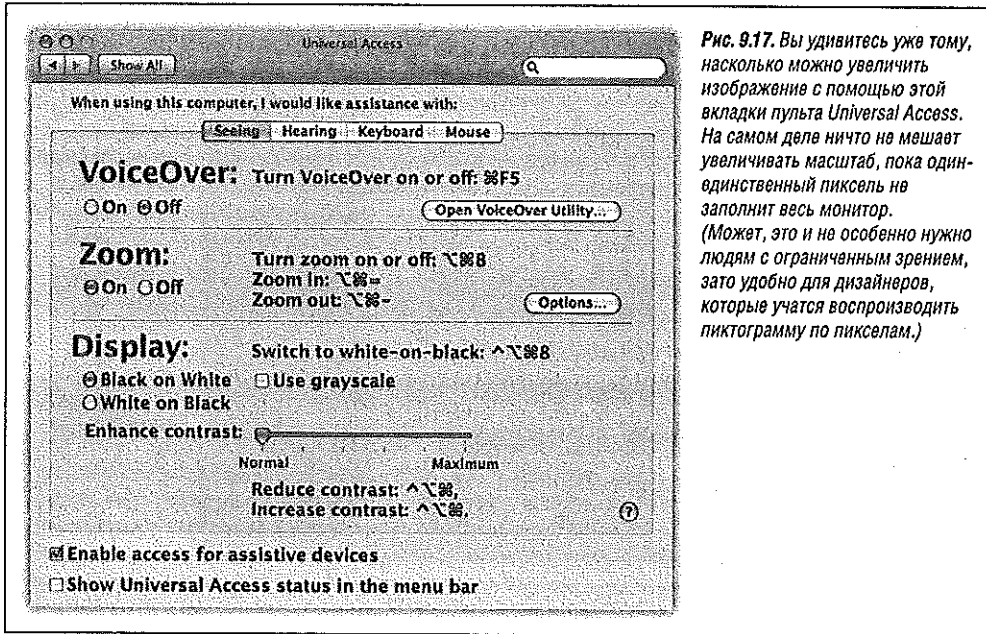 Universal Access
Show All
When using this computer, I would like assistance with:
Seeing Hearing Keyboard Mouse
VoiceOver: Turn VoiceOver on or off: ⌘F5
On Off
Open VoiceOver Utility...
Zoom:
Turn zoom on or off: ⌥⌘8
On Off
Zoom in: ⌥⌘=
Zoom out: ⌥⌘-
Options...
Display:
Switch to white-on-black: ^⌥⌘8
Black on White
Use grayscale
White on Black
Enhance contrast:
Normal
Maximum
Reduce contrast: ^⌥⌘,
Increase contrast: ^⌥⌘.
?
Enable access for assistive devices
Show Universal Access status in the menu bar
Рис. 9.17. Вы удивитесь уже тому,
насколько можно увеличить
изображение с помощью этой
вкладки пульта Universal Access.
На самом деле ничто не мешает
увеличивать масштаб, пока один-
единственный пиксель не
заполнит весь монитор.
(Может, это и не особенно нужно
людям с ограниченным зрением,
зато удобно для дизайнеров,
которые учатся воспроизводить
пиктограмму по пикселам.)